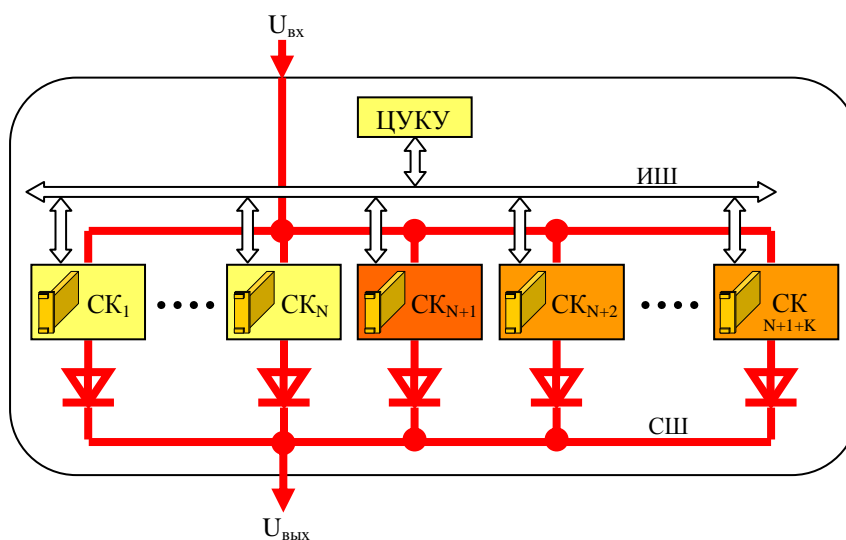 Uвх
ЦУКУ
ИШ
СК1 СКN СКN+1 СКN+2 СК N+1+K
СШ
Uвых